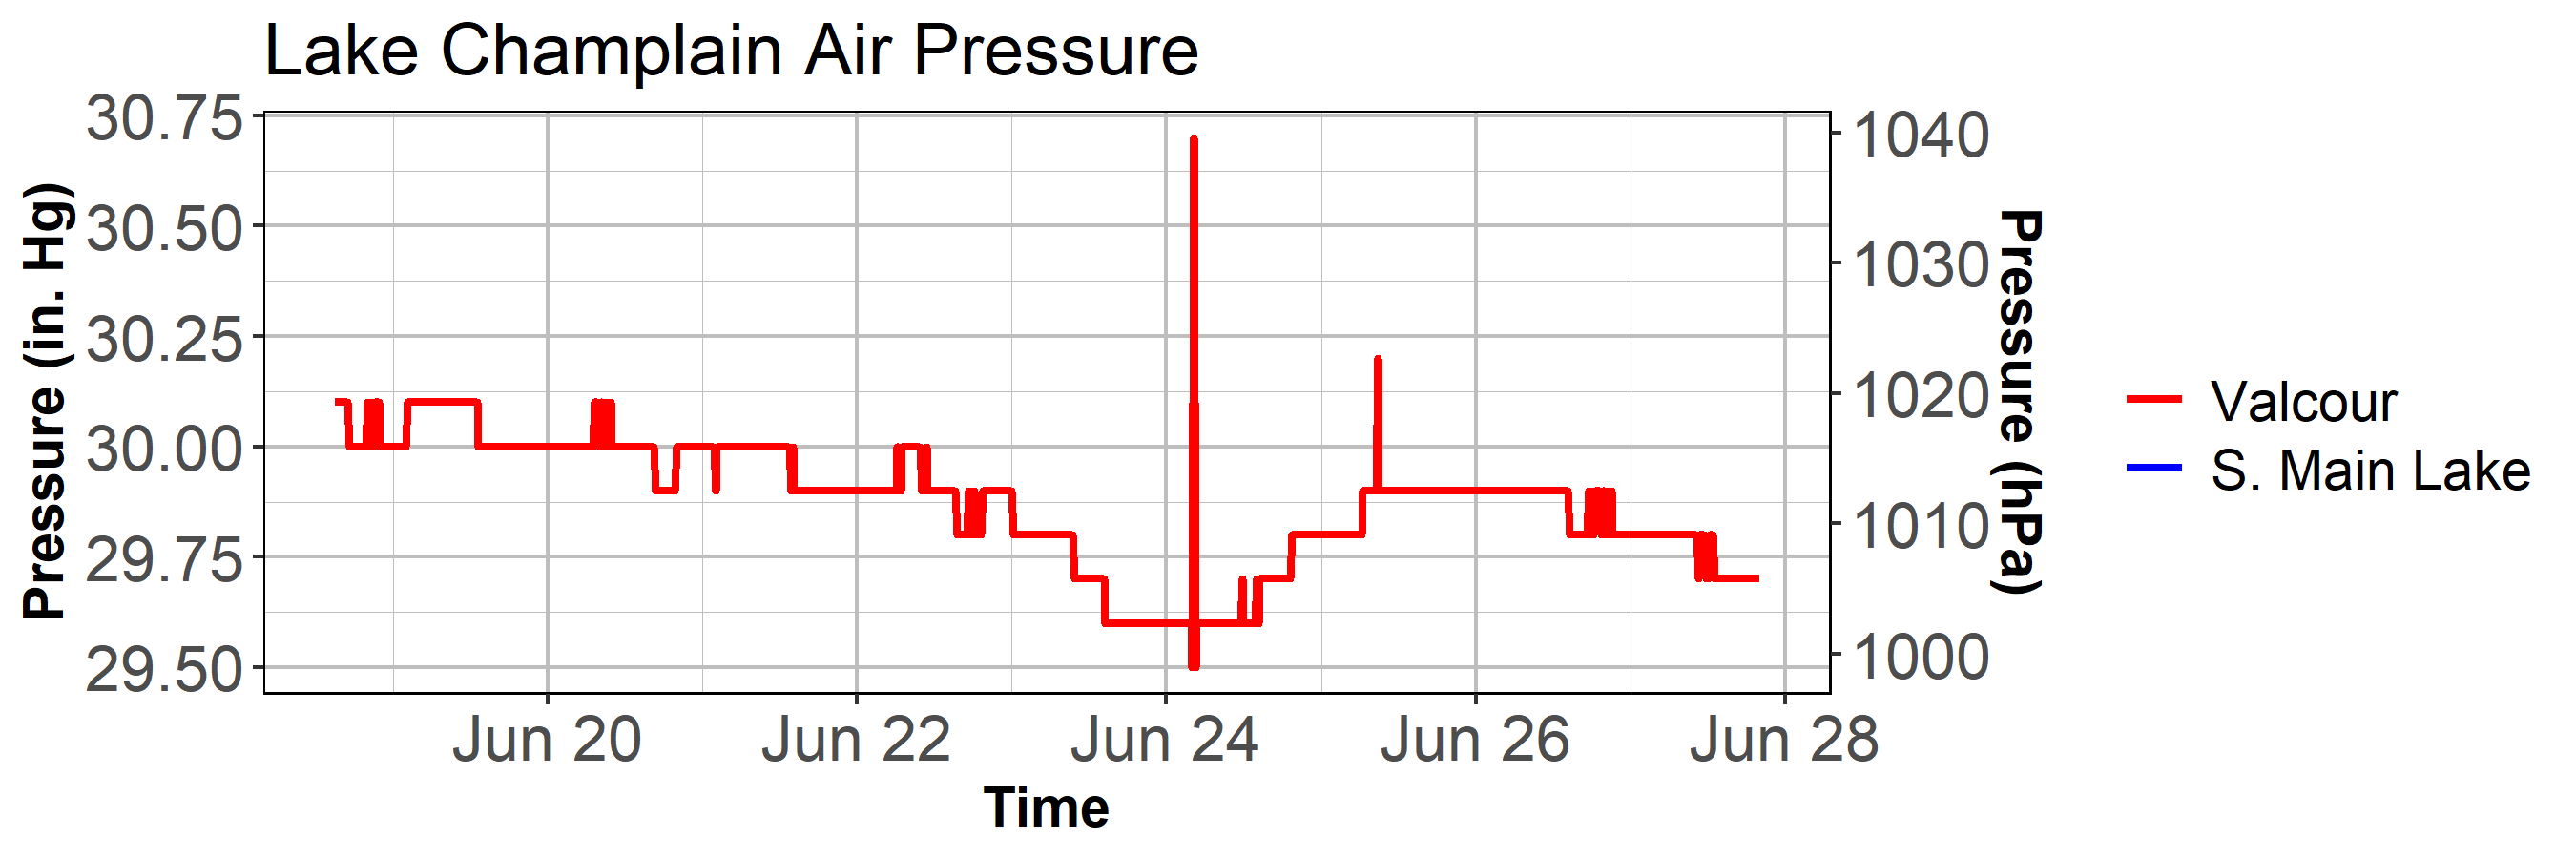 Lake Champlain Air Pressure
Pressure (in. Hg)
30.75
30.50
30.25
30.00
29.75
29.50
1040
1030
1020
1010
1000
Pressure (hPa)
Jun 20
Jun 22
Jun 24
Jun 26
Jun 28
Time
Valcour
S. Main Lake